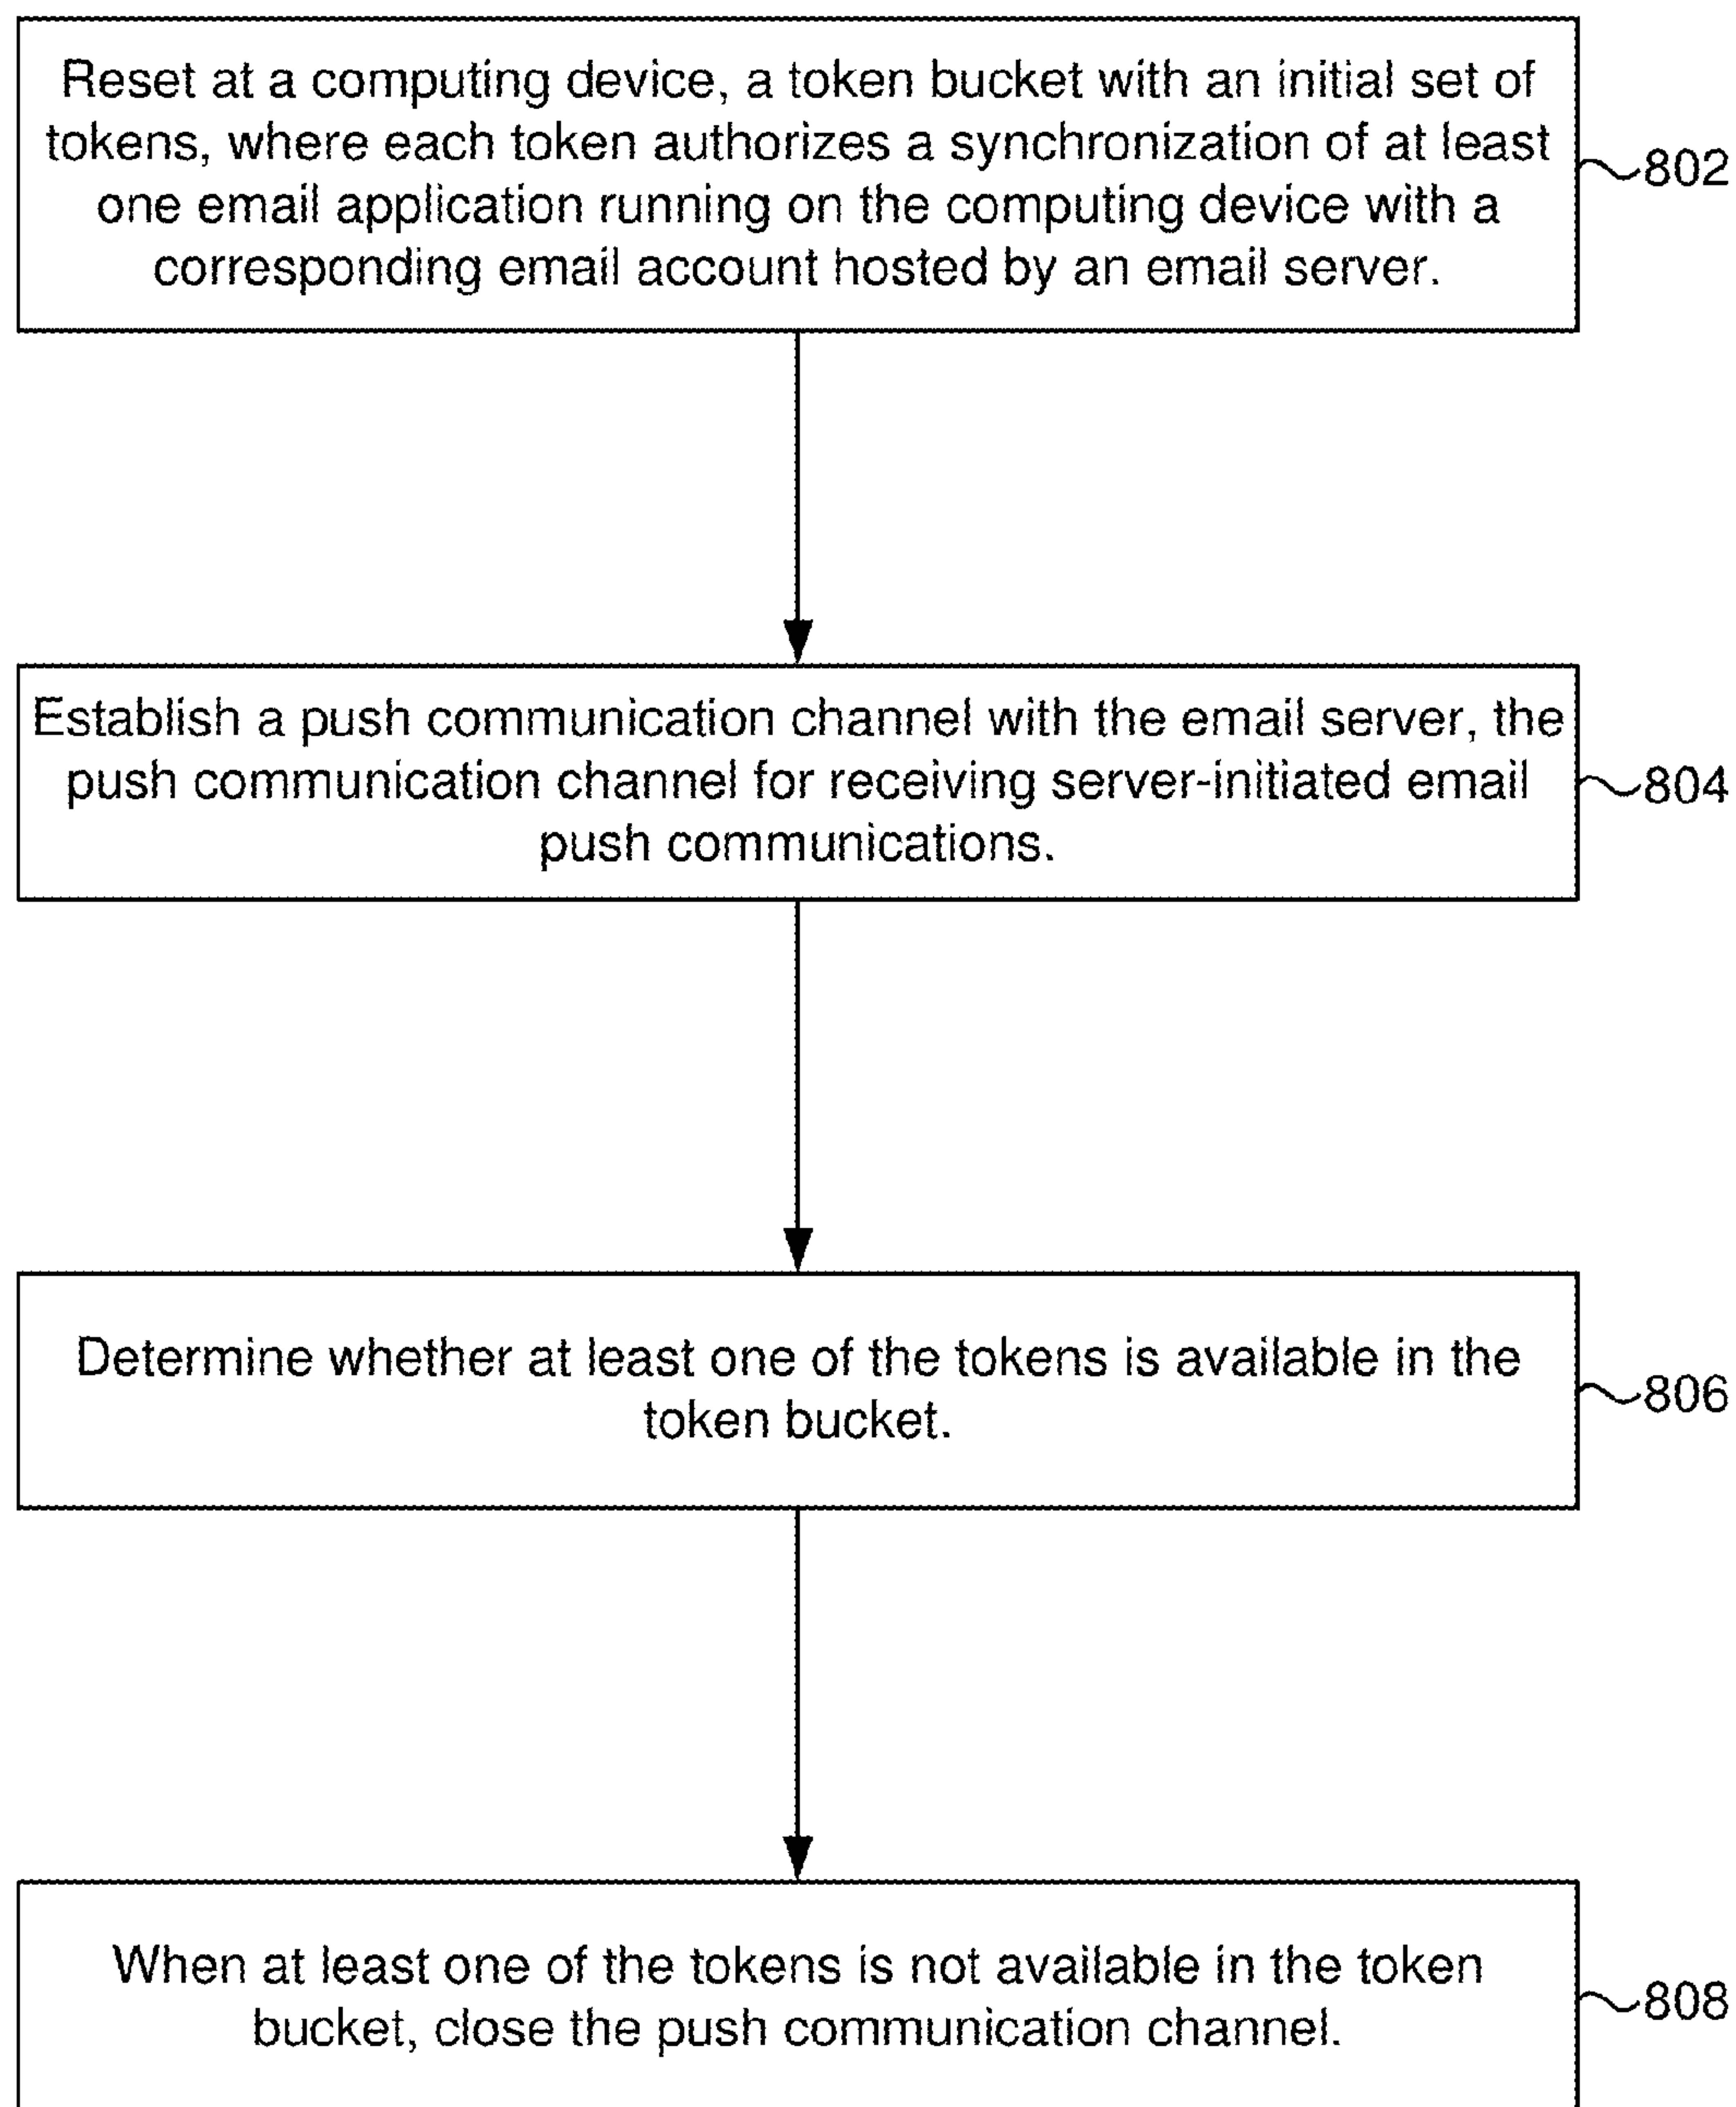 Reset at a computing device, a token bucket with an initial set of
tokens, where each token authorizes a synchronization of at least
one email application running on the computing device with a
corresponding email account hosted by an email server.
802
Establish a push communication channel with the email server, the
push communication channel for receiving server-initiated email
push communications.
804
Determine whether at least one of the tokens is available in the
token bucket.
806
When at least one of the tokens is not available in the token
bucket, close the push communication channel.
808